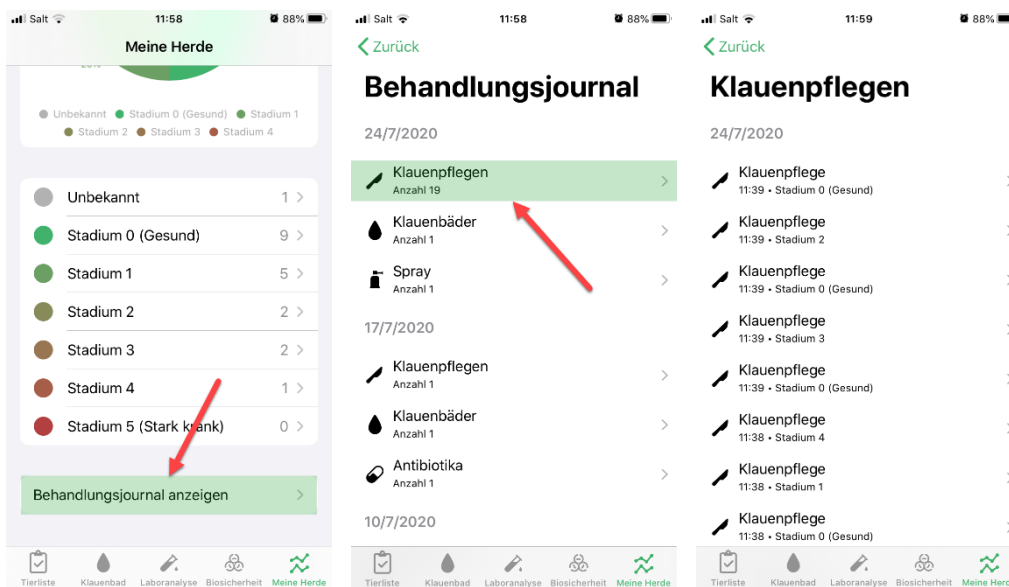 Salt
11:58
88%
Meine Herde
Unbekannt
Stadium 0 (Gesund)
Stadium 1
Stadium 2
Stadium 3
Stadium 4
Unbekannt 1
Stadium 0 (Gesund) 9
Stadium 1 5
Stadium 2 2
Stadium 3 2
Stadium 4 1
Stadium 5 (Stark krank) 0
Behandlungsjournal anzeigen
Tierliste
Klauenbad
Laboranalyse
Biosicherheit
Meine Herde
Salt
11:58
88%
Zurück
Behandlungsjournal
24/7/2020
Klauenpflegen
Anzahl 19
Klauenbäder
Anzahl 1
Spray
Anzahl 1
17/7/2020
Klauenpflegen
Anzahl 1
Klauenbäder
Anzahl 1
Antibiotika
Anzahl 1
10/7/2020
Tierliste
Klauenbad
Laboranalyse
Biosicherheit
Meine Herde
Salt
11:59
88%
Zurück
Klauenpflegen
24/7/2020
Klauenpflege
11:39 • Stadium 0 (Gesund)
Klauenpflege
11:39 • Stadium 2
Klauenpflege
11:39 • Stadium 0 (Gesund)
Klauenpflege
11:39 • Stadium 3
Klauenpflege
11:39 • Stadium 0 (Gesund)
Klauenpflege
11:38 • Stadium 4
Klauenpflege
11:38 • Stadium 1
Klauenpflege
11:38 • Stadium 0 (Gesund)
Tierliste
Klauenbad
Laboranalyse
Biosicherheit
Meine Herde